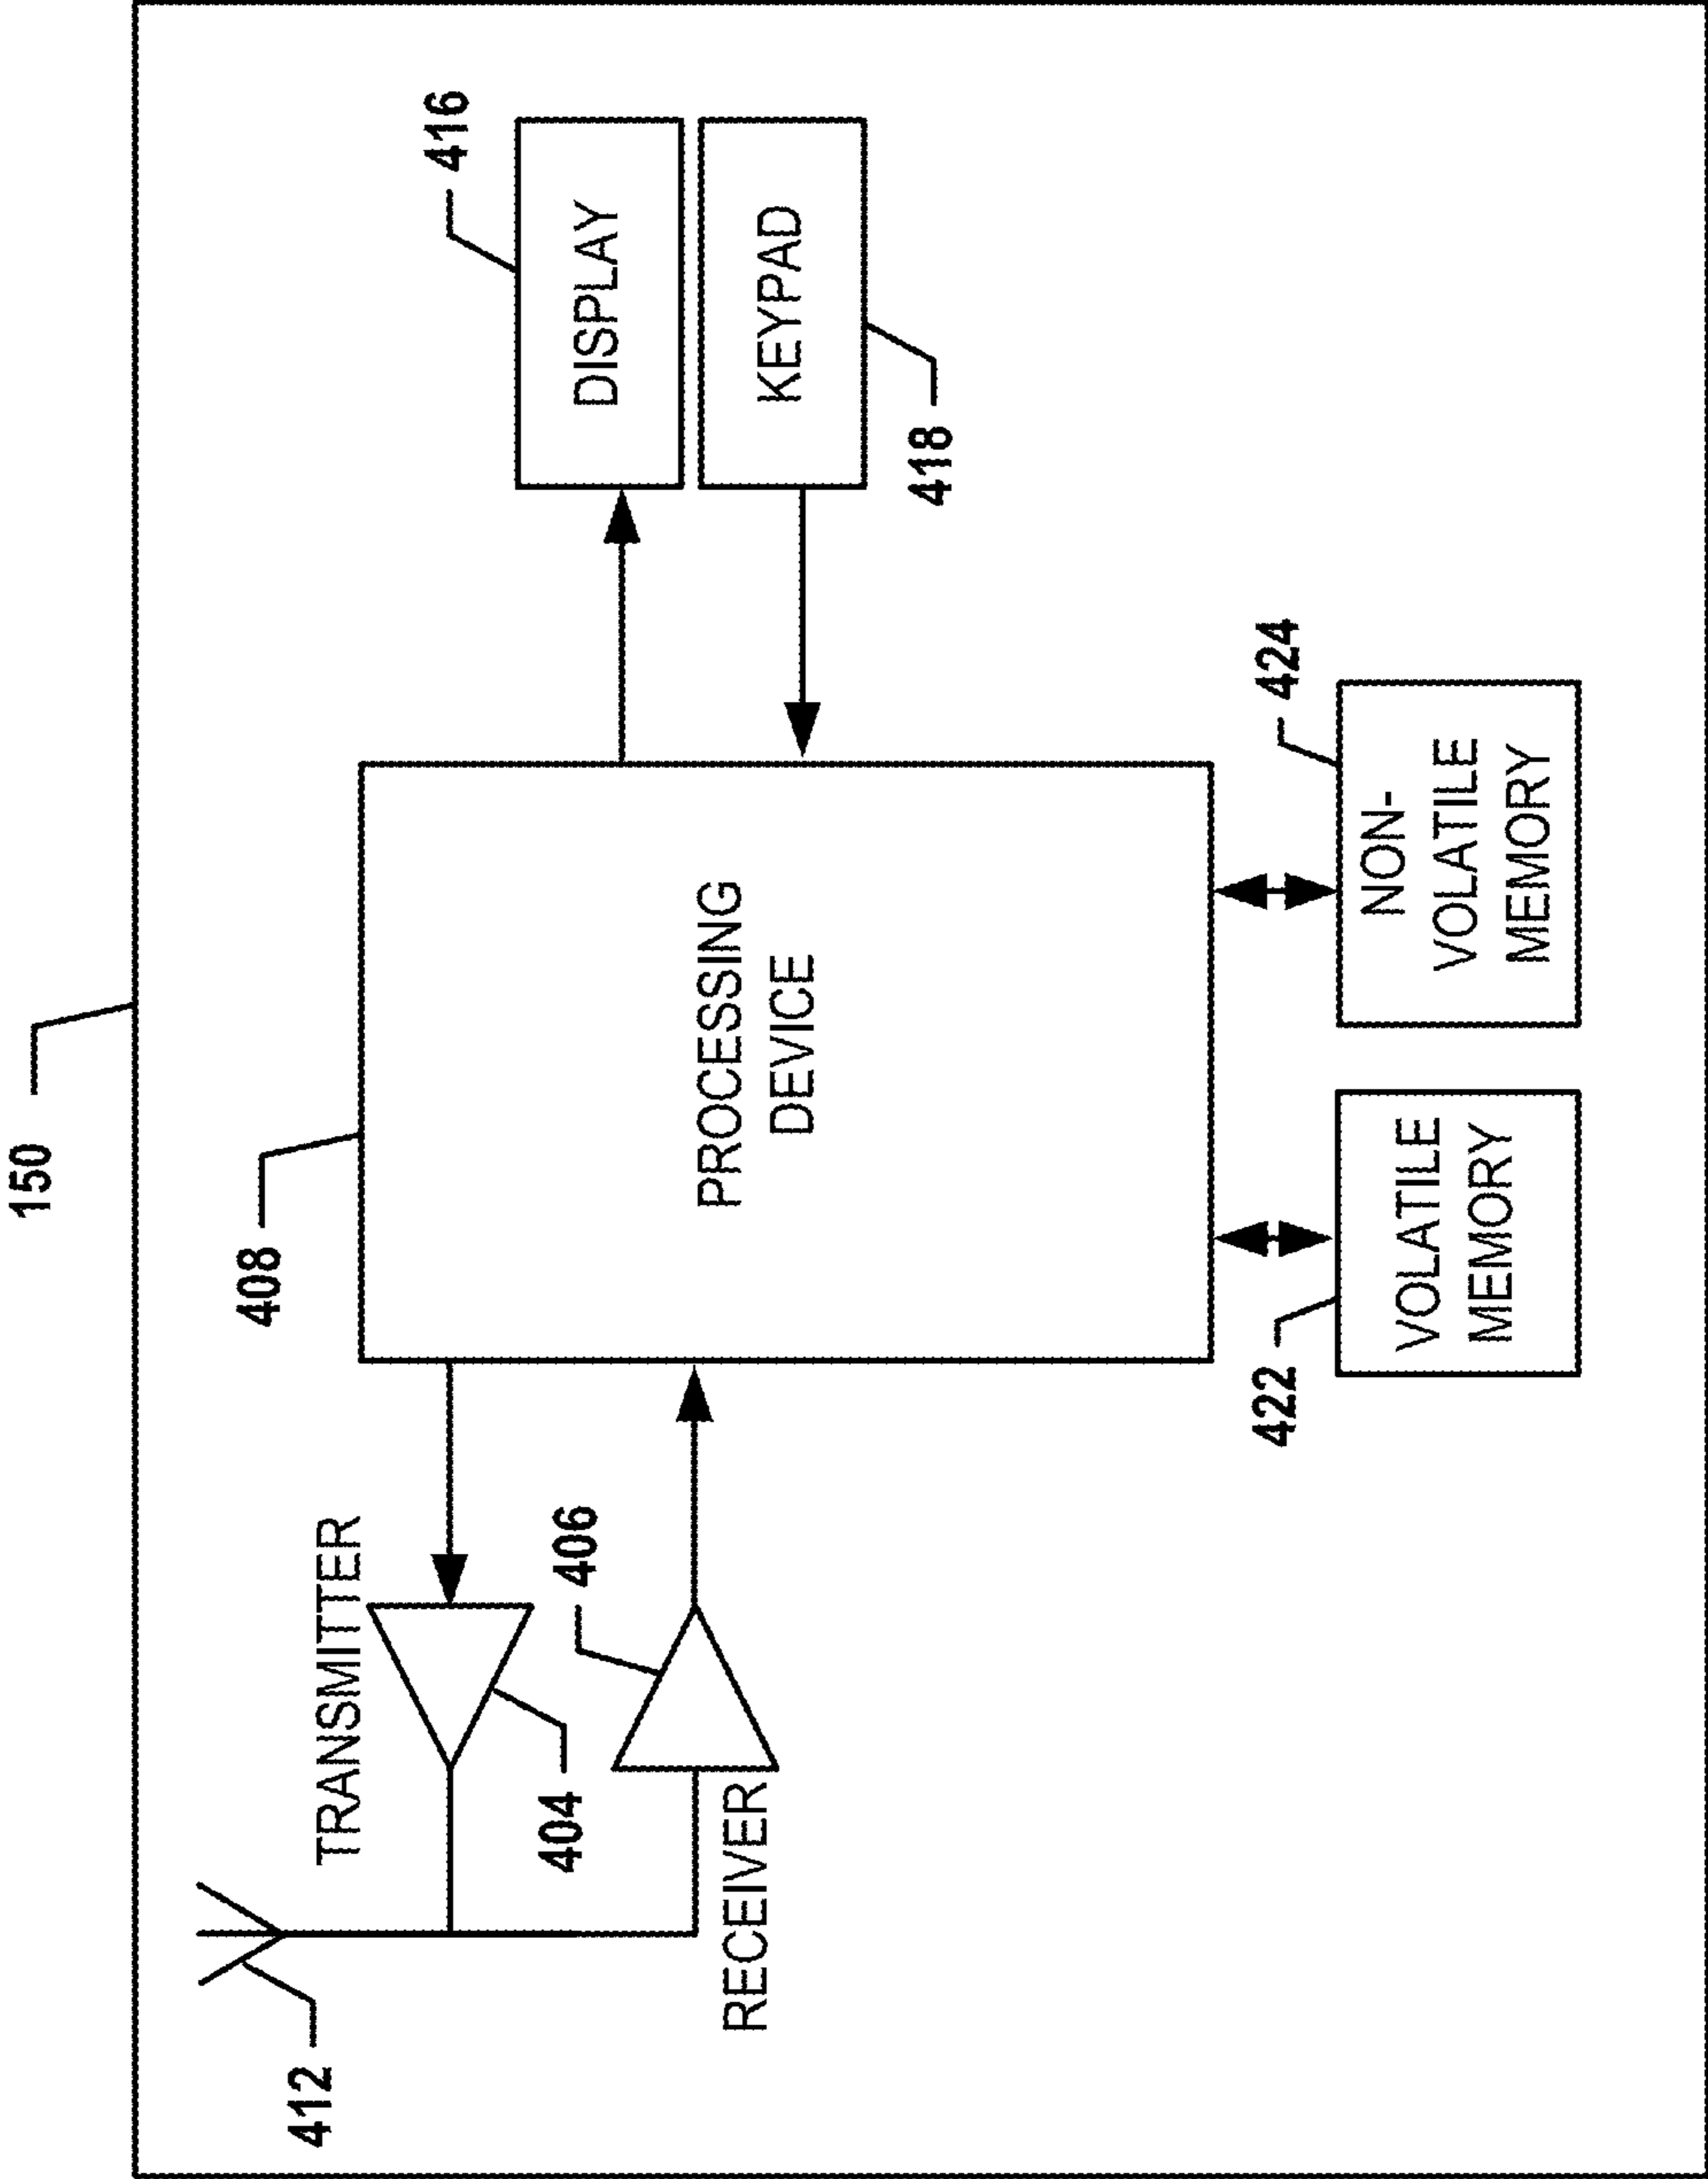 150
408
412
TRANSMITTER
404
406
RECEIVER
PROCESSING
DEVICE
416
DISPLAY
KEYPAD
418
422
VOLATILE
MEMORY
424
NON-
VOLATILE
MEMORY